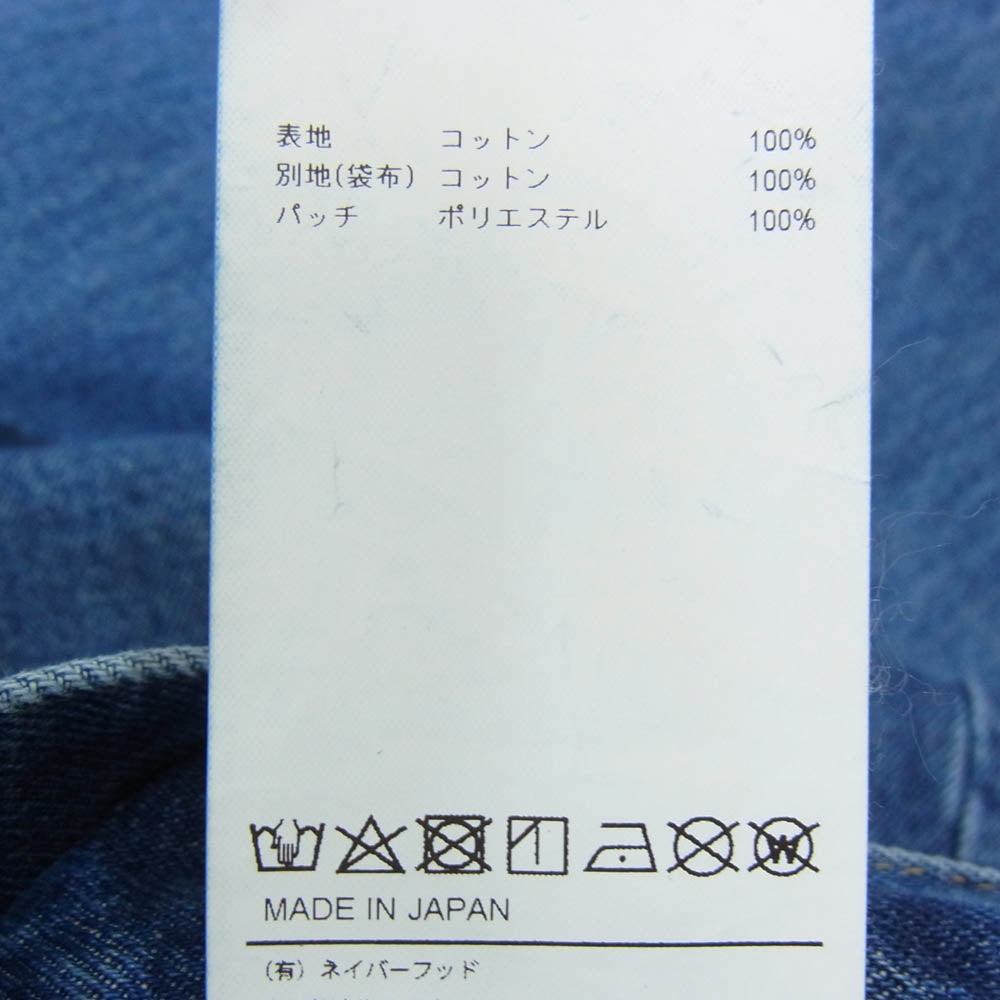 表地 コットン 100%
別地(袋布) コットン 100%
パッチ ポリエステル 100%
W
MADE IN JAPAN
(有) ネイバーフッド